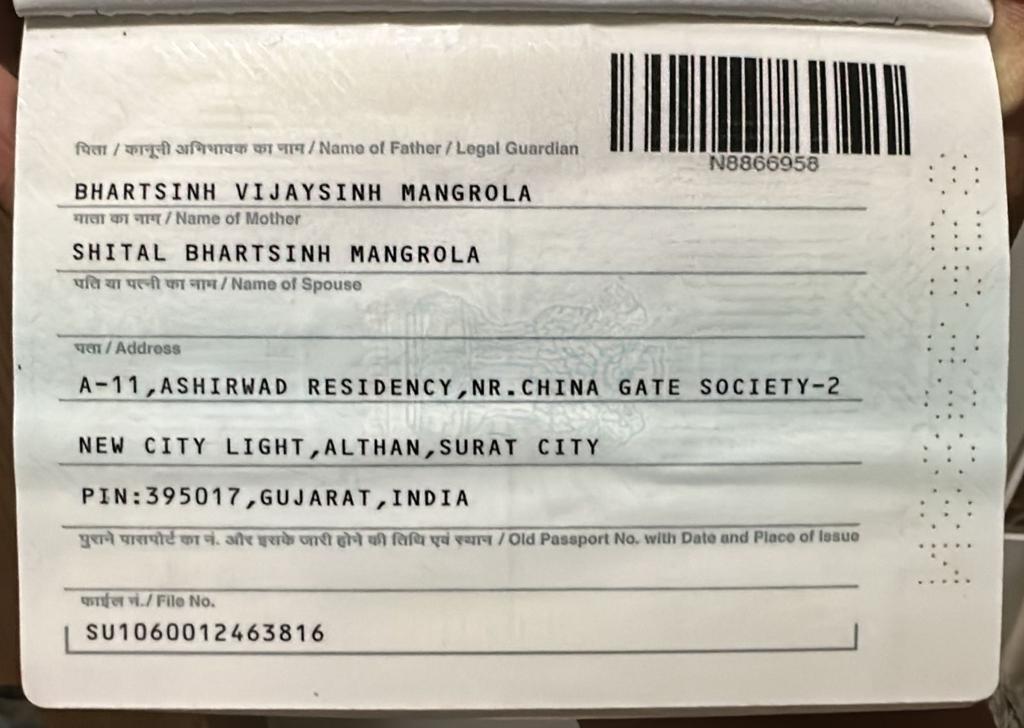 N8866958
पिता / कानूनी अभिभावक का नाम / Name of Father / Legal Guardian
BHARTSINH VIJAYSINH MANGROLA
माता का नाम / Name of Mother
SHITAL BHARTSINH MANGROLA
पति या पत्नी का नाम / Name of Spouse
पता / Address
A-11,ASHIRWAD RESIDENCY,NR.CHINA GATE SOCIETY-2
NEW CITY LIGHT,ALTHAN,SURAT CITY
PIN:395017,GUJARAT,INDIA
पुराने पासपोर्ट का नं. और इसके जारी होने की तिथि एवं स्थान / Old Passport No. with Date and Place of Issue
फाईल नं./ File No.
SU1060012463816